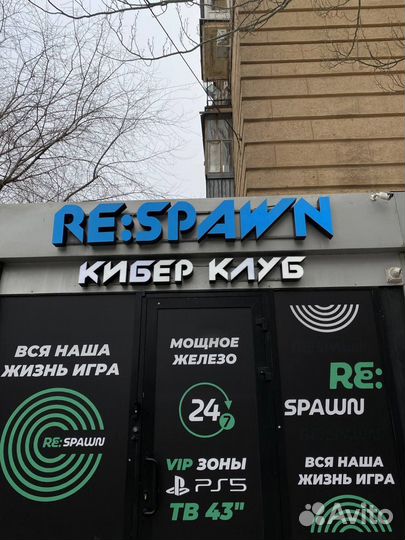 RE:SPAWN
КИБЕР КЛУБ
ВСЯ НАША
ЖИЗНЬ ИГРА
RE:SPAWN
МОЩНОЕ
ЖЕЛЕЗО
24/7
VIP ЗОНЫ
PS5
ТВ 43"
RE:
SPAWN
ВСЯ НАША
ЖИЗНЬ ИГРА
Avito